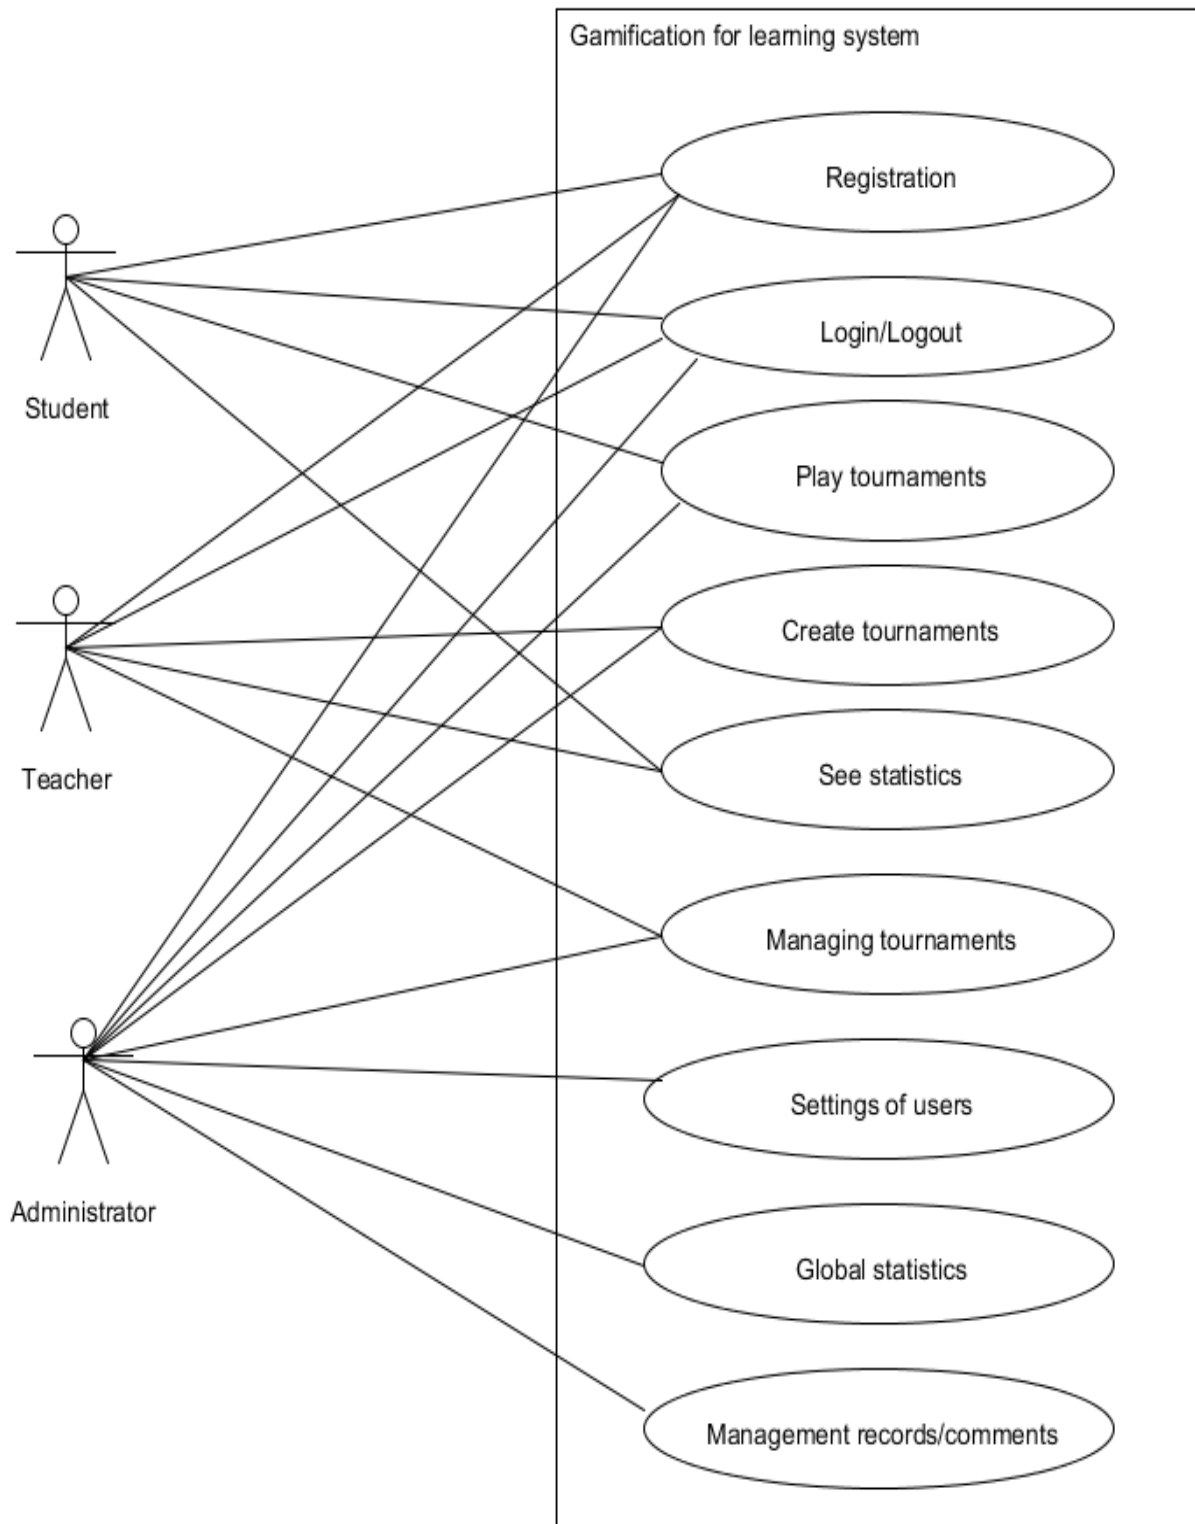 Gamification for learning system
Registration
Login/Logout
Student
Play tournaments
Create tournaments
Teacher
See statistics
Managing tournaments
Settings of users
Administrator
Global statistics
Management records/comments